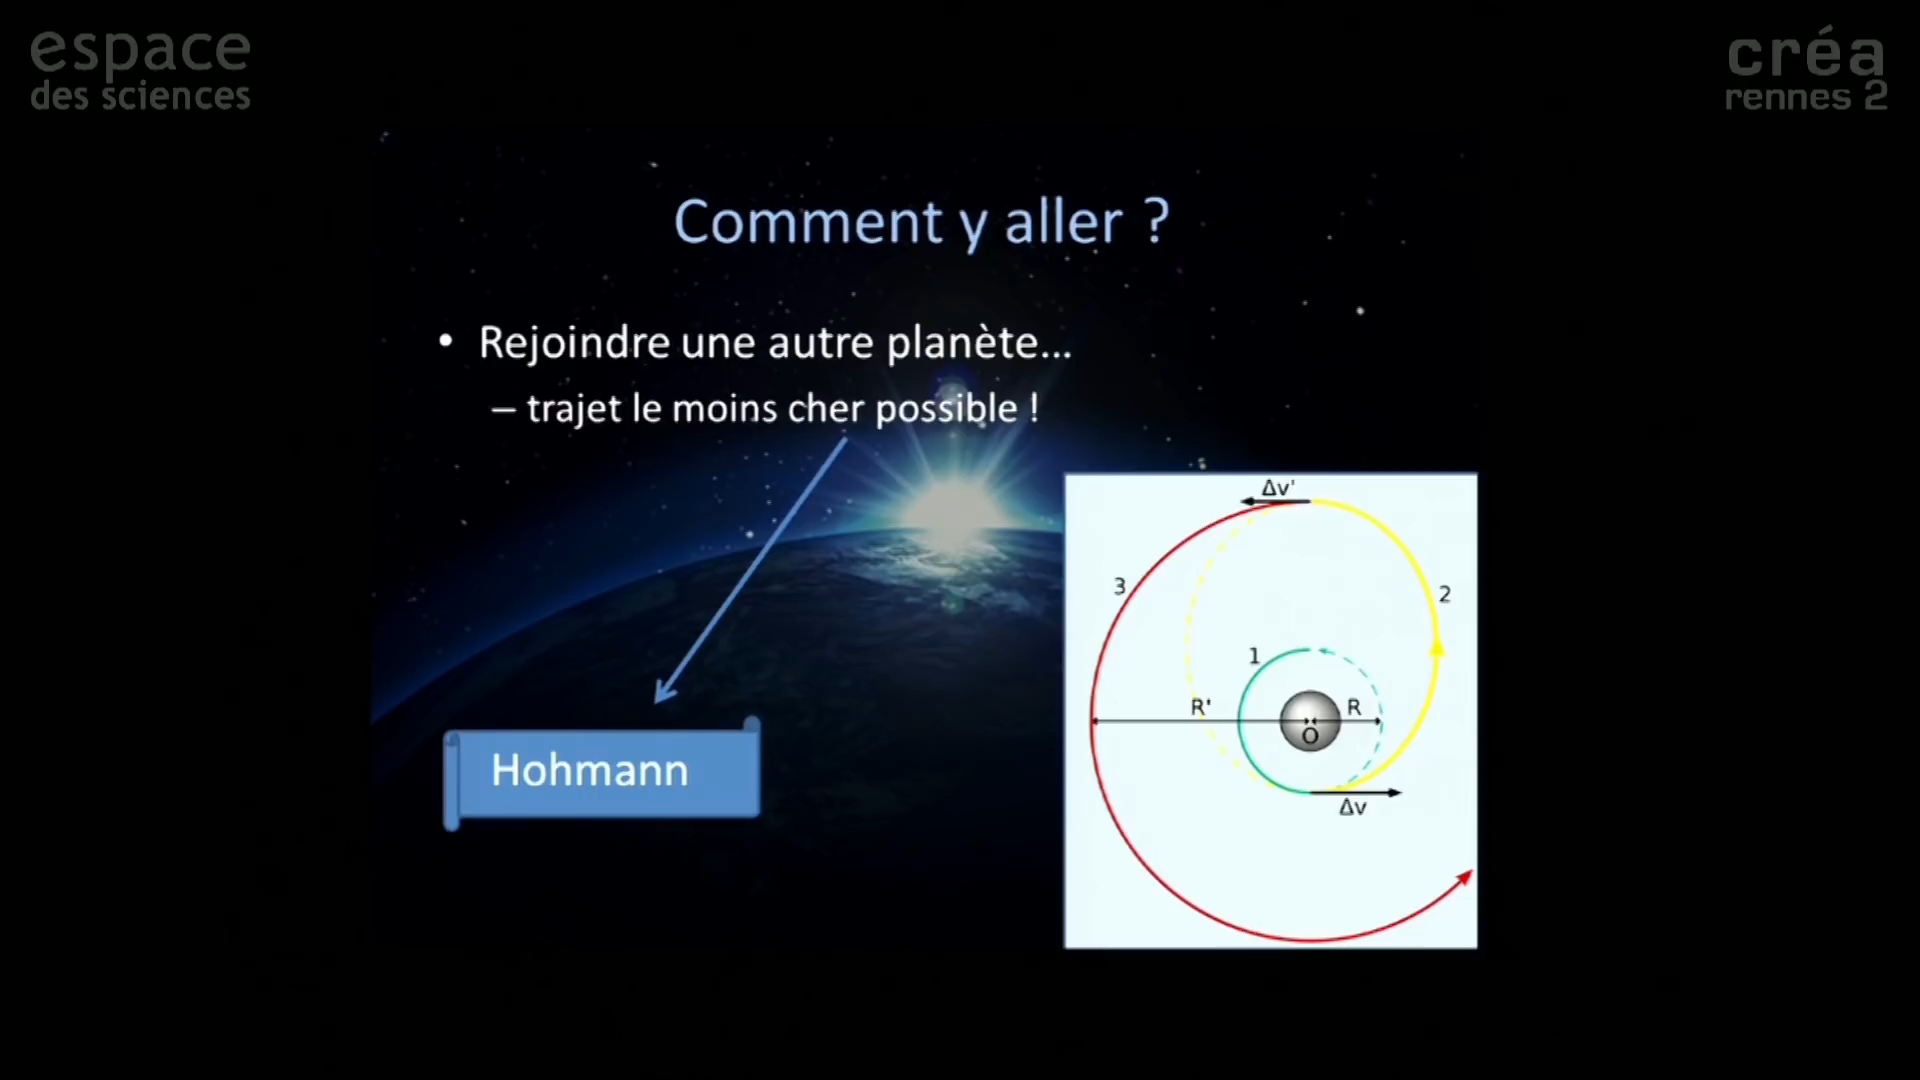 espace
des sciences
créa
rennes 2
Comment y aller ?
• Rejoindre une autre planète...
– trajet le moins cher possible !
Hohmann
Δv'
3
2
1
R'
R
O
Δv